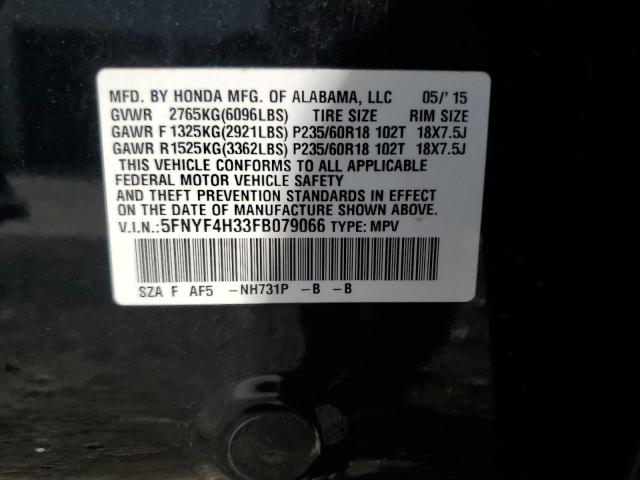 MFD. BY HONDA MFG. OF ALABAMA, LLC 05/'15
GVWR 2765KG(6096LBS) TIRE SIZE RIM SIZE
GAWR F 1325KG(2921LBS) P235/60R18 102T 18X7.5J
GAWR R1525KG(3362LBS) P235/60R18 102T 18X7.5J
THIS VEHICLE CONFORMS TO ALL APPLICABLE
FEDERAL MOTOR VEHICLE SAFETY
AND THEFT PREVENTION STANDARDS IN EFFECT
ON THE DATE OF MANUFACTURE SHOWN ABOVE.
V.I.N.: 5FNYF4H33FB079066 TYPE: MPV
SZA F AF5 -NH731P -B -B